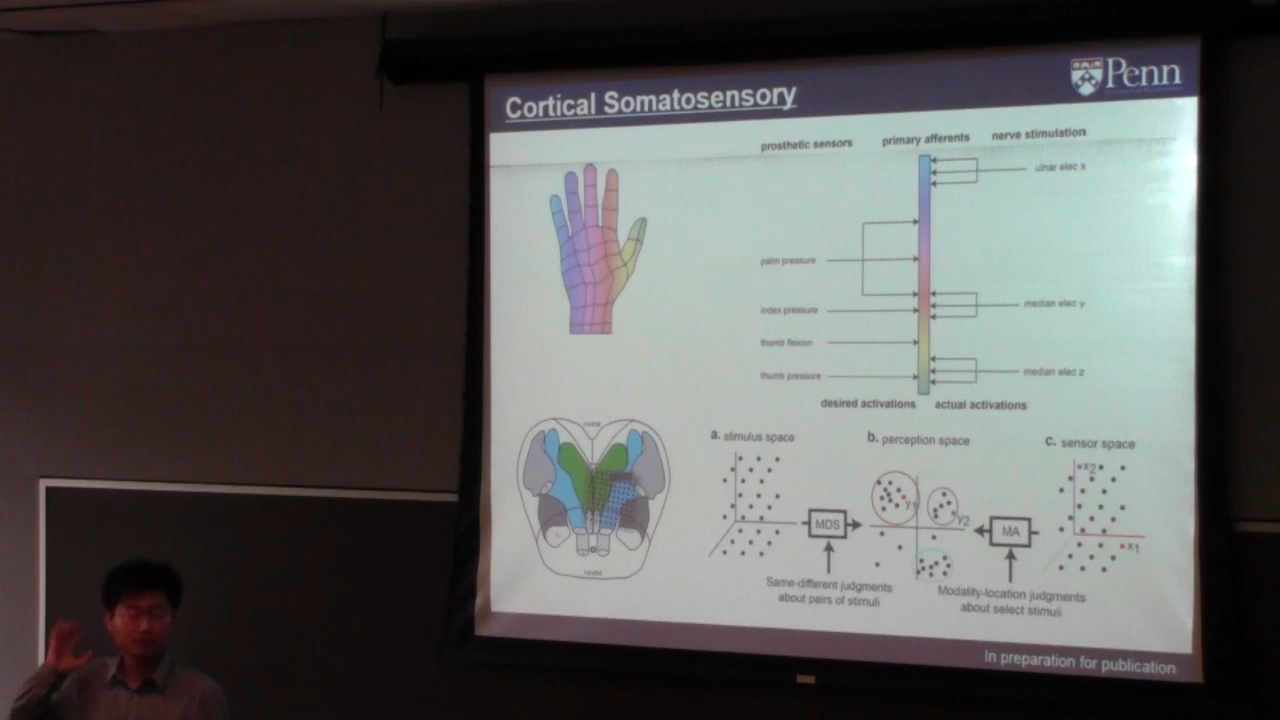 Cortical Somatosensory
Penn
prosthetic sensors
primary afferents
nerve stimulation
ulnar elec x
palm pressure
index pressure
median elec y
thumb flexion
thumb pressure
median elec z
desired activations
actual activations
a. stimulus space
b. perception space
c. sensor space
x2
y1
y2
MDS
MA
x1
Same-different judgments
about pairs of stimuli
Modality-location judgments
about select stimuli
In preparation for publication